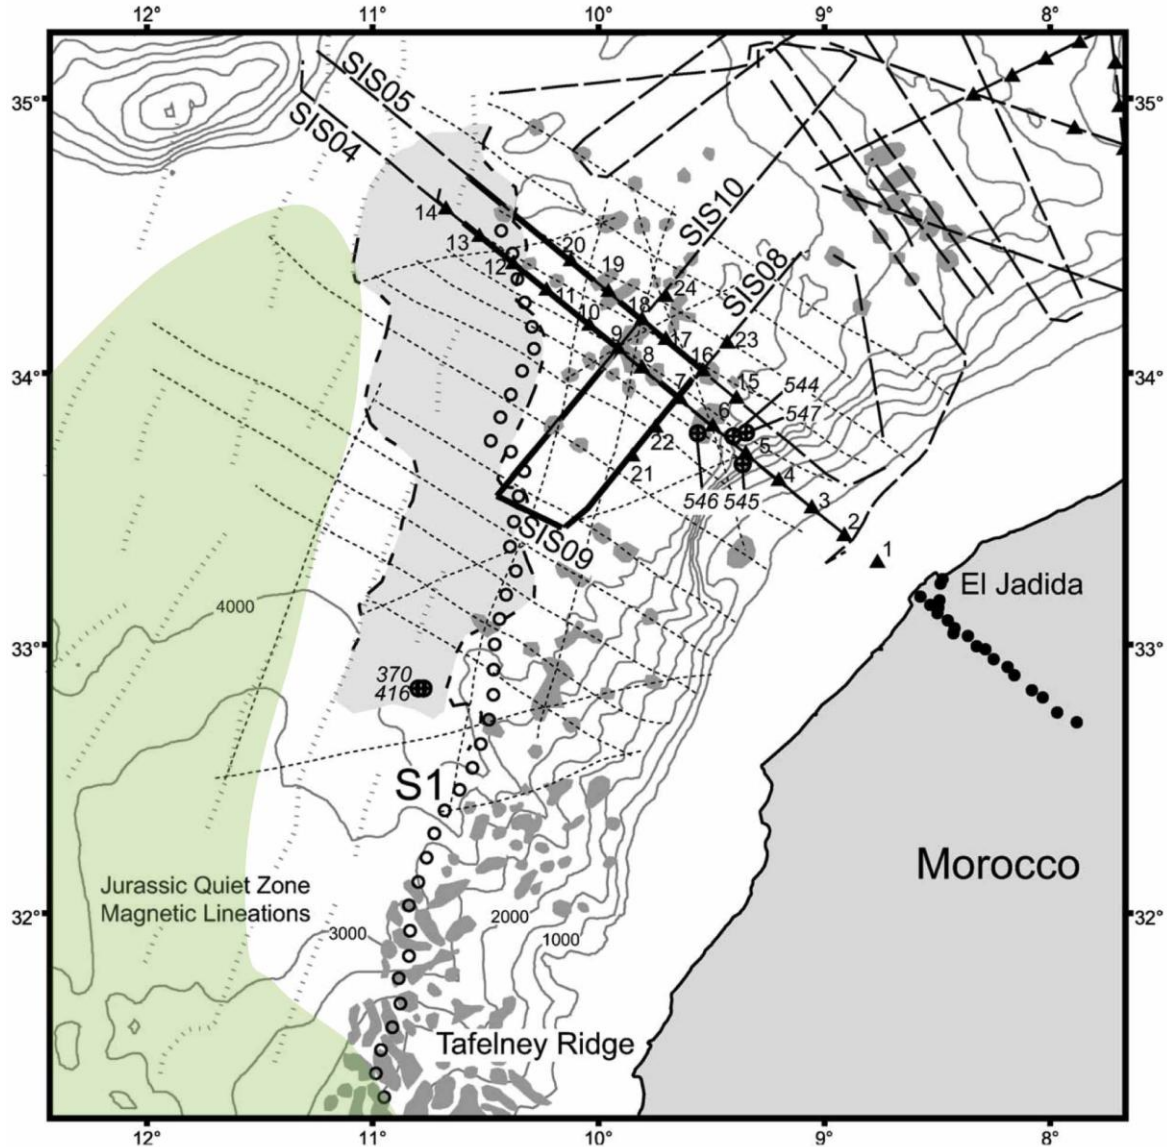 12° 11° 10° 9° 8°
35° 35°
SIS05
SIS04
SIS10
14
20
13
19
12
24
SIS08
11
18
10
17
23
9
16
34° 34°
8
7
15
544
547
6
5
22
4
21
546 545
3
2
SIS09
1
El Jadida
4000
33° 33°
370
416
S1
Morocco
Jurassic Quiet Zone
Magnetic Lineations
2000
32° 32°
3000
1000
Tafelney Ridge
12° 11° 10° 9° 8°